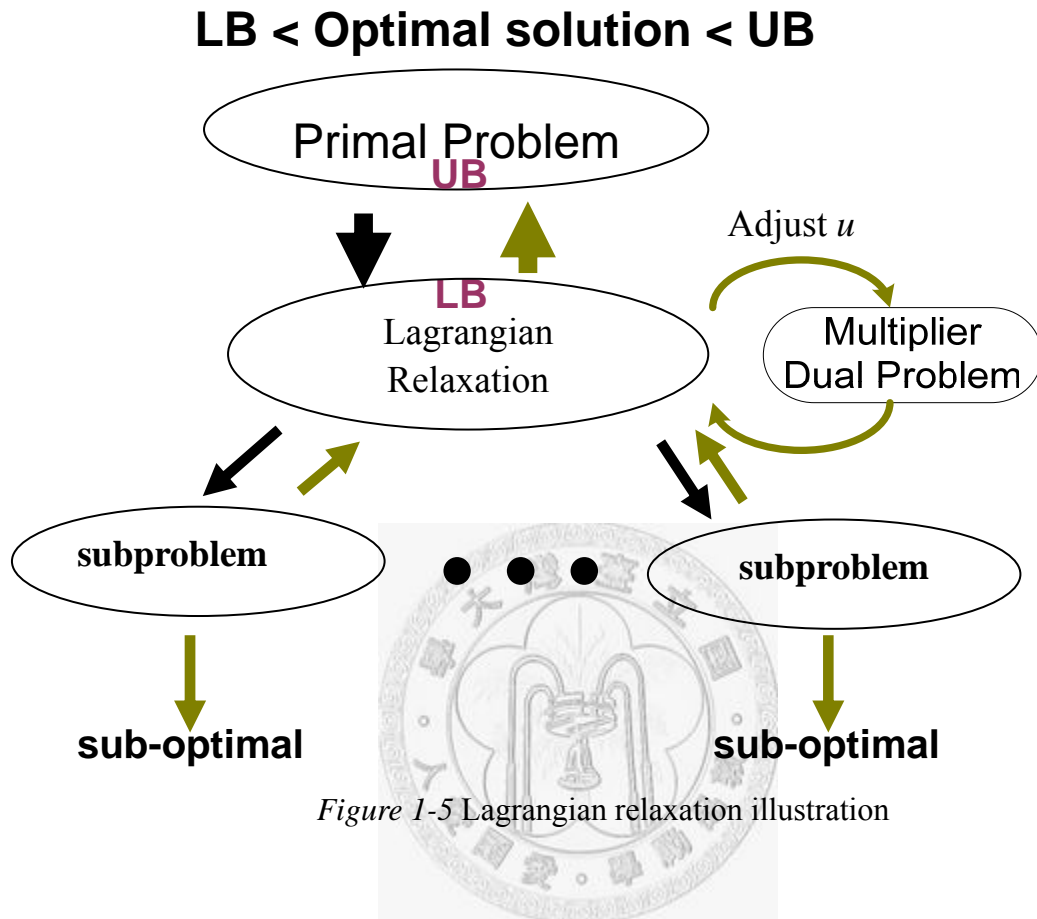 LB < Optimal solution < UB
Primal Problem
UB
Adjust u
LB
Lagrangian
Relaxation
Multiplier
Dual Problem
subproblem
subproblem
sub-optimal
sub-optimal
Figure 1-5 Lagrangian relaxation illustration